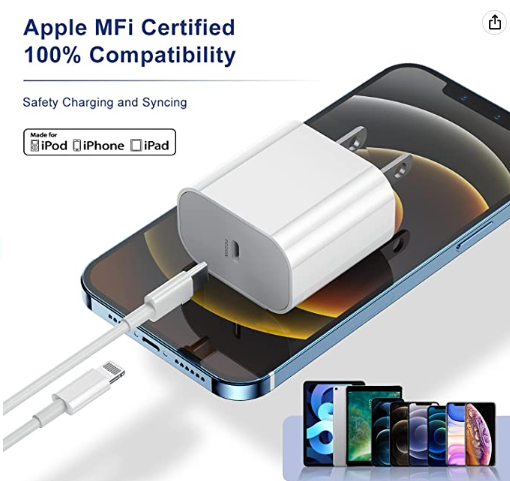 Apple MFi Certified
100% Compatibility
Safety Charging and Syncing
Made for
iPod iPhone iPad